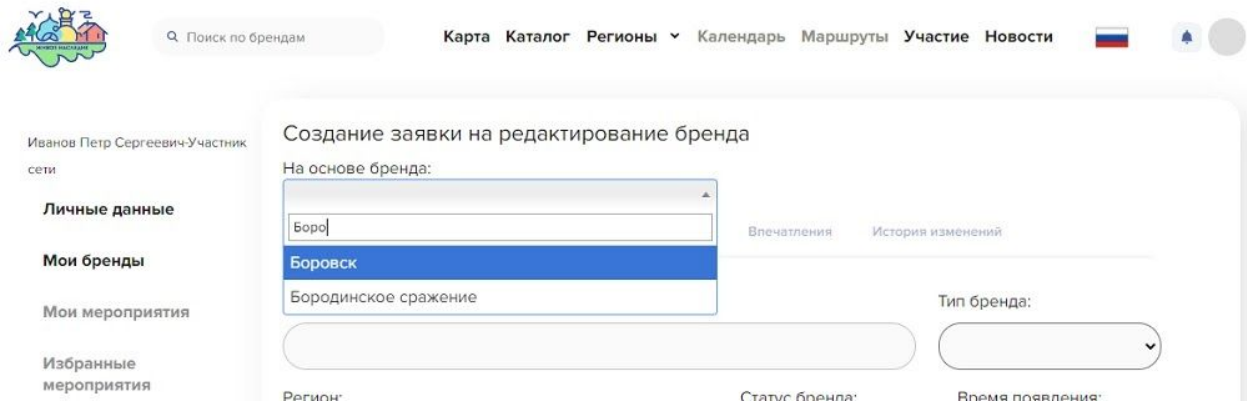 ЖИВОЕ НАСЛЕДИЕ
Поиск по брендам
Карта Каталог Регионы Календарь Маршруты Участие Новости
Иванов Петр Сергеевич-Участник
сети
Личные данные
Мои бренды
Мои мероприятия
Избранные
мероприятия
Создание заявки на редактирование бренда
На основе бренда:
Боро
Боровск
Бородинское сражение
Впечатления История изменений
Тип бренда:
Регион:
Статус бренда:
Время появления: